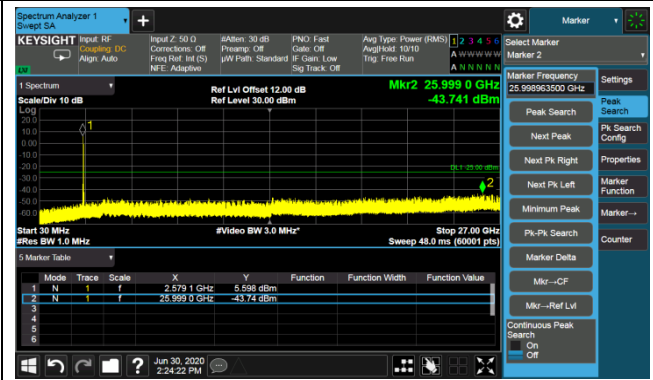 Spectrum Analyzer 1
Swept SA
Marker
KEYSIGHT
Input: RF
Coupling: DC
Align: Auto
Input Z: 50 Ω
Corrections: Off
Freq Ref: Int (S)
NFE: Adaptive
#Atten: 30 dB
Preamp: Off
µW Path: Standard
PNO: Fast
Gate: Off
IF Gain: Low
Sig Track: Off
Avg Type: Power (RMS)
Avg|Hold: 10/10
Trig: Free Run
1 2 3 4 5 6
A W W W W W
A N N N N N
LW
Select Marker
Marker 2
1 Spectrum
Scale/Div 10 dB
Ref Lvl Offset 12.00 dB
Ref Level 30.00 dBm
Mkr2 25.999 0 GHz
-43.741 dBm
Log
20.0
10.0
0.00
-10.0
-20.0
-30.0
-40.0
-50.0
-60.0
1
DL1 -25.00 dBm
2
Start 30 MHz
#Res BW 1.0 MHz
#Video BW 3.0 MHz*
Stop 27.00 GHz
Sweep 48.0 ms (60001 pts)
5 Marker Table
Mode Trace Scale X Y Function Function Width Function Value
1 N 1 f 2.579 1 GHz 5.598 dBm
2 N 1 f 25.999 0 GHz -43.74 dBm
3
4
5
6
Jun 30, 2020
2:24:22 PM
Marker Frequency
25.998963500 GHz
Peak Search
Next Peak
Next Pk Right
Next Pk Left
Minimum Peak
Pk-Pk Search
Marker Delta
Mkr→CF
Mkr→Ref Lvl
Continuous Peak
Search
On
Off
Settings
Peak
Search
Pk Search
Config
Properties
Marker
Function
Marker→
Counter